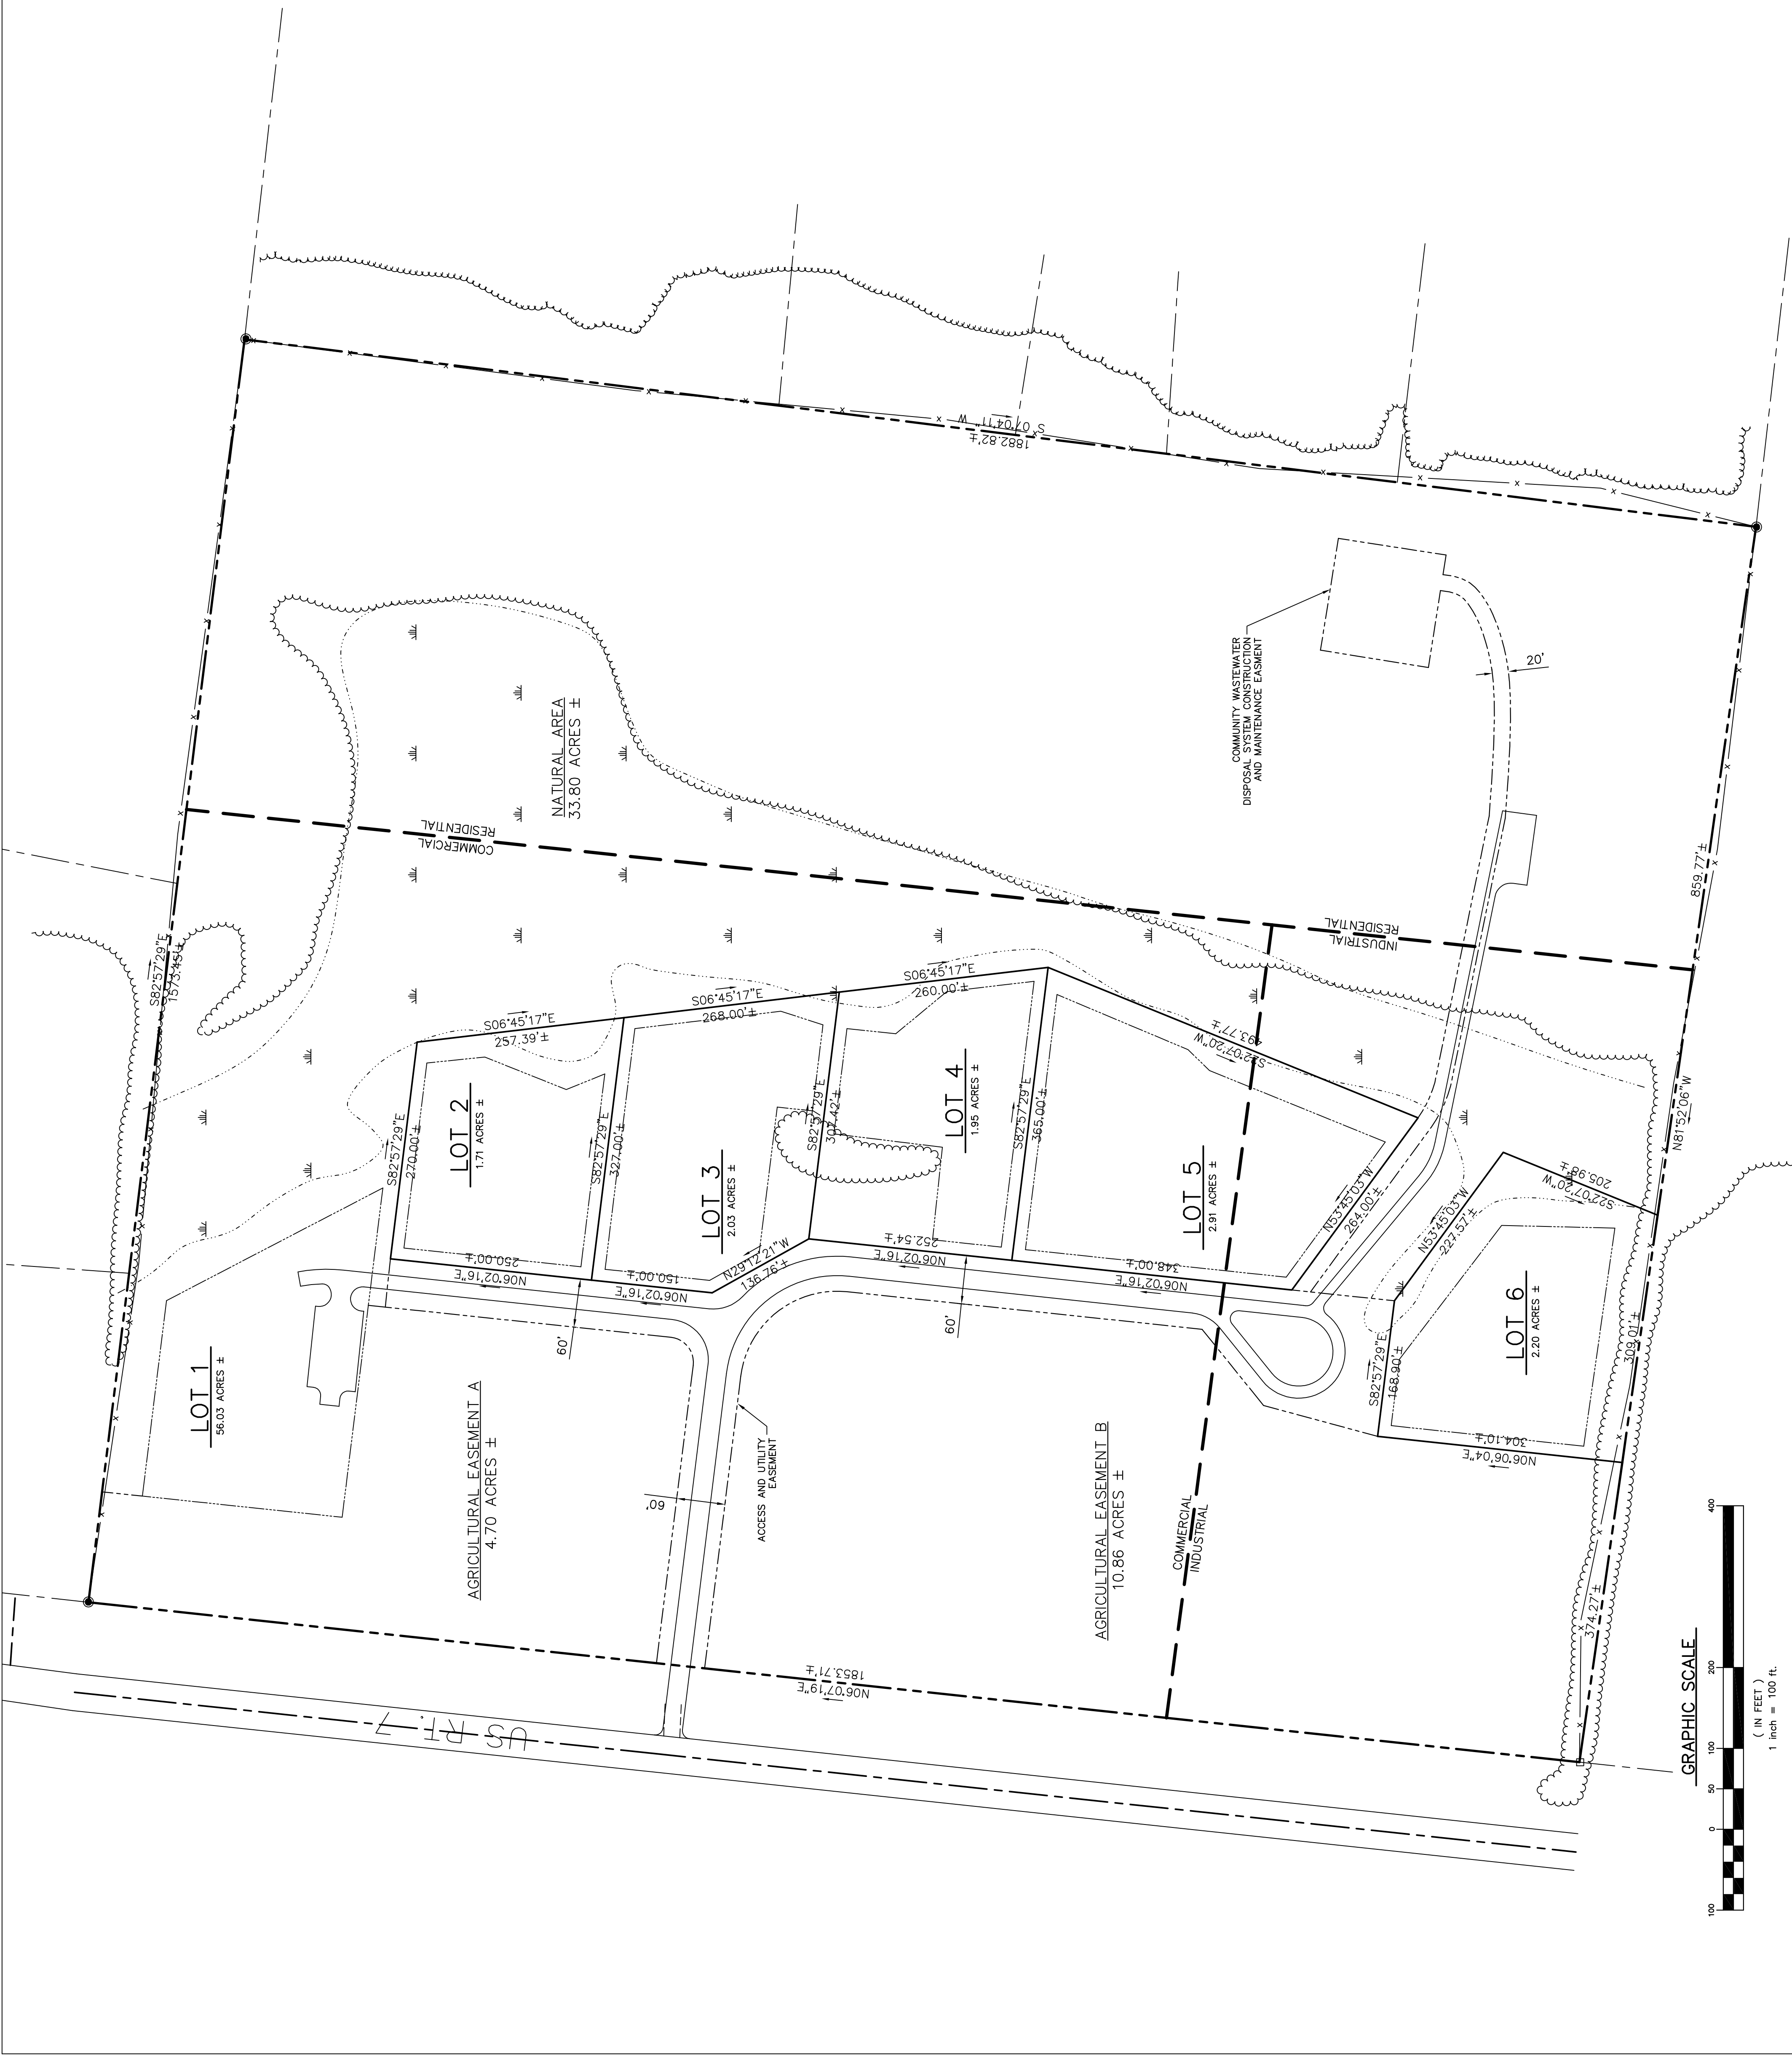 S82°57'29"E
1573.45'±
S 07°04'11" W
1882.82'±
RESIDENTIAL
COMMERCIAL
NATURAL AREA
33.80 ACRES ±
COMMUNITY WASTEWATER
DISPOSAL SYSTEM CONSTRUCTION
AND MAINTENANCE EASMENT
20'
RESIDENTIAL
INDUSTRIAL
859.77'±
N81°52'06"W
S06°45'17"E
257.39'±
S06°45'17"E
268.00'±
S06°45'17"E
260.00'±
S82°57'29"E
270.00'±
LOT 2
1.71 ACRES ±
S82°57'29"E
327.00'±
LOT 3
2.03 ACRES ±
S82°57'29"E
307.42'±
LOT 4
1.95 ACRES ±
S82°57'29"E
365.00'±
493.77'±
S22°07'20"W
LOT 5
2.91 ACRES ±
N53°45'03"W
264.00'±
N53°45'03"W
227.57'±
205.98'±
S22°07'20"W
250.00'±
N06°02'16"E
150.00'±
N06°02'16"E
N29°12'21"W
136.76'±
252.54'±
N06°02'16"E
348.00'±
N06°02'16"E
60'
60'
LOT 1
56.03 ACRES ±
LOT 6
2.20 ACRES ±
S82°57'29"E
168.90'±
309.01'±
304.10'±
N06°06'04"E
AGRICULTURAL EASEMENT A
4.70 ACRES ±
ACCESS AND UTILITY
EASEMENT
60'
AGRICULTURAL EASEMENT B
10.86 ACRES ±
COMMERCIAL
INDUSTRIAL
1853.71'±
N06°07'19"E
374.27'±
US RT. 7
GRAPHIC SCALE
100
0
50
100
200
400
( IN FEET )
1 inch = 100 ft.